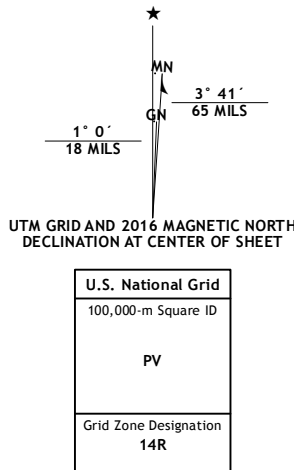 ★
MN
3° 41´
65 MILS
GN
1° 0´
18 MILS
UTM GRID AND 2016 MAGNETIC NORTH
DECLINATION AT CENTER OF SHEET
U.S. National Grid
100,000-m Square ID
PV
Grid Zone Designation
14R